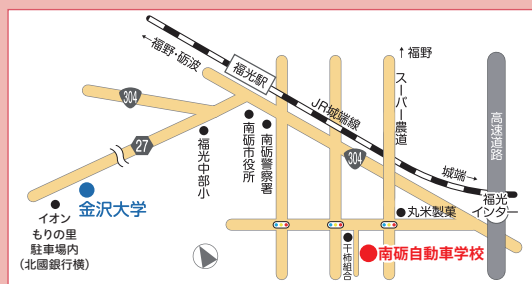 ←福野・砺波
福光駅
↑福野
スーパー農道
高速道路
304
JR城端線
27
福光中部小
南砺市役所
南砺警察署
304
城端→
福光
インター
金沢大学
イオン
もりの里
駐車場内
(北國銀行横)
丸米製菓
干柿組合
南砺自動車学校